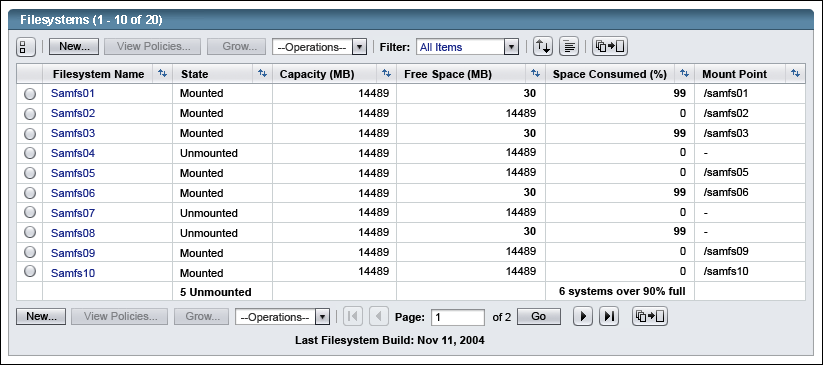 Filesystems (1 - 10 of 20)
New... View Policies... Grow... --Operations-- Filter: All Items
Filesystem Name State Capacity (MB) Free Space (MB) Space Consumed (%) Mount Point
Samfs01 Mounted 14489 30 99 /samfs01
Samfs02 Mounted 14489 14489 0 /samfs02
Samfs03 Mounted 14489 30 99 /samfs03
Samfs04 Unmounted 14489 14489 0 -
Samfs05 Mounted 14489 14489 0 /samfs05
Samfs06 Mounted 14489 30 99 /samfs06
Samfs07 Unmounted 14489 14489 0 -
Samfs08 Unmounted 14489 30 99 -
Samfs09 Mounted 14489 14489 0 /samfs09
Samfs10 Mounted 14489 14489 0 /samfs10
5 Unmounted 6 systems over 90% full
New... View Policies... Grow... --Operations-- Page: 1 of 2 Go
Last Filesystem Build: Nov 11, 2004